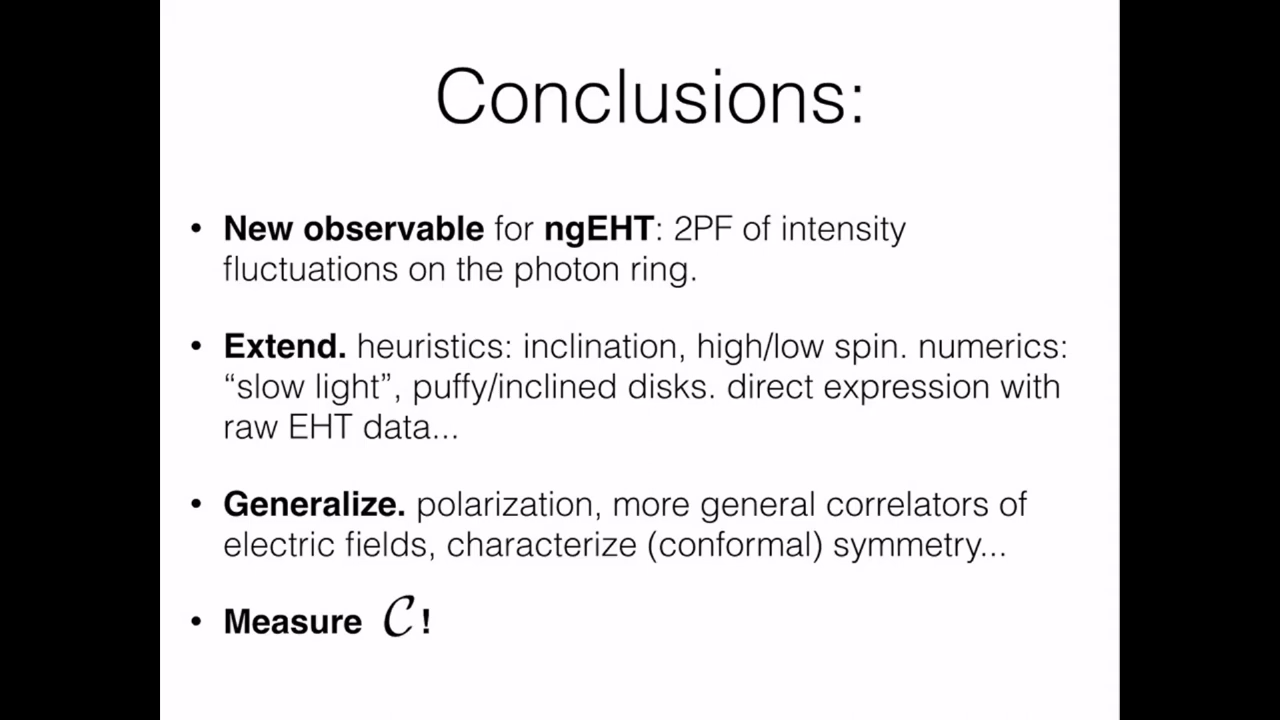 Conclusions:
• New observable for ngEHT: 2PF of intensity
fluctuations on the photon ring.
• Extend. heuristics: inclination, high/low spin. numerics:
“slow light”, puffy/inclined disks. direct expression with
raw EHT data...
• Generalize. polarization, more general correlators of
electric fields, characterize (conformal) symmetry...
• Measure 𝒞 !